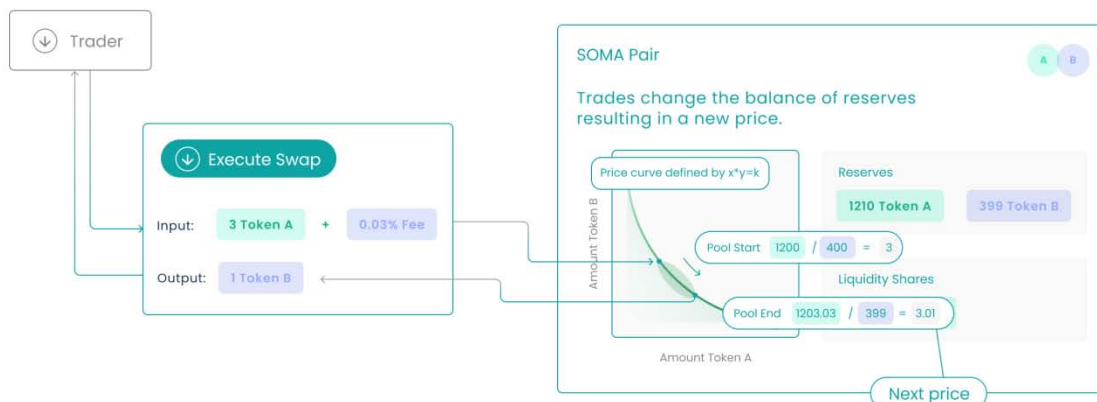 Trader
Execute Swap
Input: 3 Token A + 0.03% Fee
Output: 1 Token B
SOMA Pair
A B
Trades change the balance of reserves
resulting in a new price.
Price curve defined by x*y=k
Amount Token B
Pool Start 1200 / 400 = 3
Pool End 1203.03 / 399 = 3.01
Amount Token A
Reserves
1210 Token A 399 Token B
Liquidity Shares
Next price